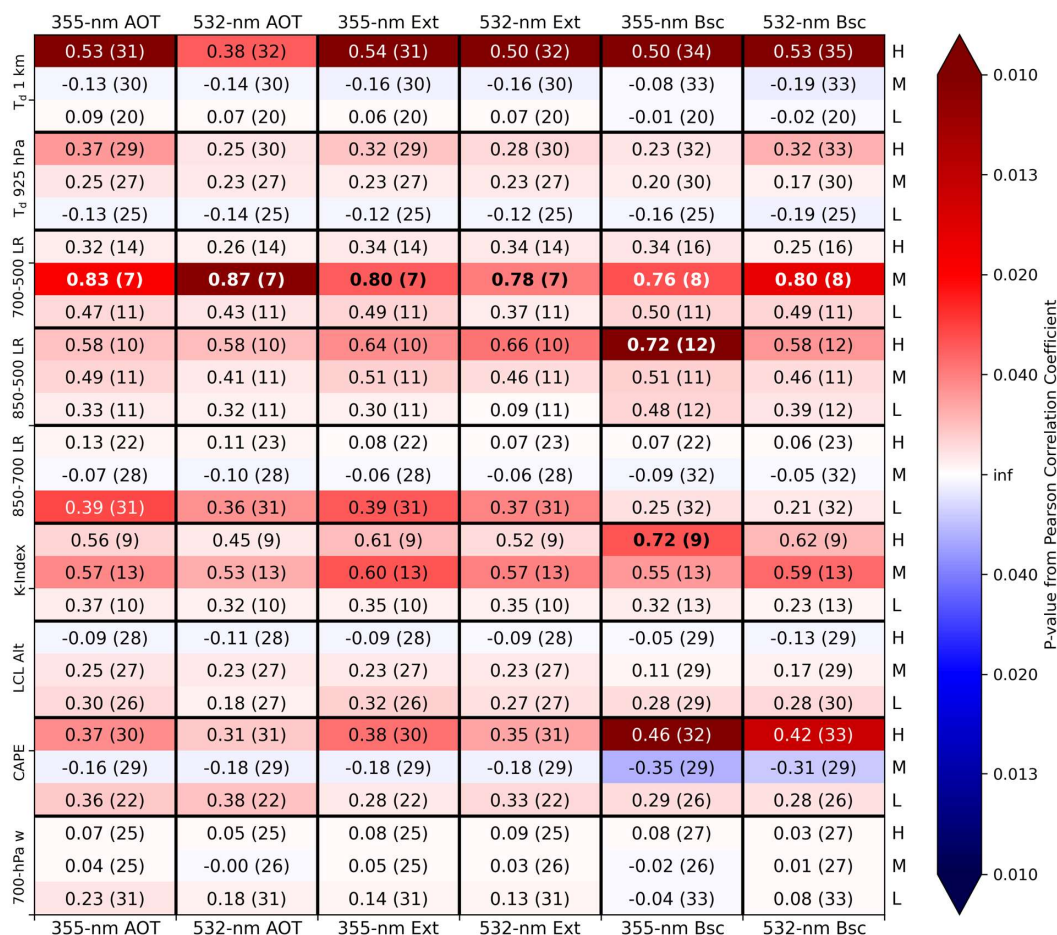 355-nm AOT 532-nm AOT 355-nm Ext 532-nm Ext 355-nm Bsc 532-nm Bsc
T_d 1 km
0.53 (31) 0.38 (32) 0.54 (31) 0.50 (32) 0.50 (34) 0.53 (35) H
-0.13 (30) -0.14 (30) -0.16 (30) -0.16 (30) -0.08 (33) -0.19 (33) M
0.09 (20) 0.07 (20) 0.06 (20) 0.07 (20) -0.01 (20) -0.02 (20) L
T_d 925 hPa
0.37 (29) 0.25 (30) 0.32 (29) 0.28 (30) 0.23 (32) 0.32 (33) H
0.25 (27) 0.23 (27) 0.23 (27) 0.23 (27) 0.20 (30) 0.17 (30) M
-0.13 (25) -0.14 (25) -0.12 (25) -0.12 (25) -0.16 (25) -0.19 (25) L
700-500 LR
0.32 (14) 0.26 (14) 0.34 (14) 0.34 (14) 0.34 (16) 0.25 (16) H
0.83 (7) 0.87 (7) 0.80 (7) 0.78 (7) 0.76 (8) 0.80 (8) M
0.47 (11) 0.43 (11) 0.49 (11) 0.37 (11) 0.50 (11) 0.49 (11) L
850-500 LR
0.58 (10) 0.58 (10) 0.64 (10) 0.66 (10) 0.72 (12) 0.58 (12) H
0.49 (11) 0.41 (11) 0.51 (11) 0.46 (11) 0.51 (11) 0.46 (11) M
0.33 (11) 0.32 (11) 0.30 (11) 0.09 (11) 0.48 (12) 0.39 (12) L
850-700 LR
0.13 (22) 0.11 (23) 0.08 (22) 0.07 (23) 0.07 (22) 0.06 (23) H
-0.07 (28) -0.10 (28) -0.06 (28) -0.06 (28) -0.09 (32) -0.05 (32) M
0.39 (31) 0.36 (31) 0.39 (31) 0.37 (31) 0.25 (32) 0.21 (32) L
K-Index
0.56 (9) 0.45 (9) 0.61 (9) 0.52 (9) 0.72 (9) 0.62 (9) H
0.57 (13) 0.53 (13) 0.60 (13) 0.57 (13) 0.55 (13) 0.59 (13) M
0.37 (10) 0.32 (10) 0.35 (10) 0.35 (10) 0.32 (13) 0.23 (13) L
LCL Alt
-0.09 (28) -0.11 (28) -0.09 (28) -0.09 (28) -0.05 (29) -0.13 (29) H
0.25 (27) 0.23 (27) 0.23 (27) 0.23 (27) 0.11 (29) 0.17 (29) M
0.30 (26) 0.18 (27) 0.32 (26) 0.27 (27) 0.28 (29) 0.28 (30) L
CAPE
0.37 (30) 0.31 (31) 0.38 (30) 0.35 (31) 0.46 (32) 0.42 (33) H
-0.16 (29) -0.18 (29) -0.18 (29) -0.18 (29) -0.35 (29) -0.31 (29) M
0.36 (22) 0.38 (22) 0.28 (22) 0.33 (22) 0.29 (26) 0.28 (26) L
700-hPa w
0.07 (25) 0.05 (25) 0.08 (25) 0.09 (25) 0.08 (27) 0.03 (27) H
0.04 (25) -0.00 (26) 0.05 (25) 0.03 (26) -0.02 (26) 0.01 (27) M
0.23 (31) 0.18 (31) 0.14 (31) 0.13 (31) -0.04 (33) 0.08 (33) L
355-nm AOT 532-nm AOT 355-nm Ext 532-nm Ext 355-nm Bsc 532-nm Bsc
0.010
0.013
0.020
0.040
inf
0.040
0.020
0.013
0.010
P-value from Pearson Correlation Coefficient